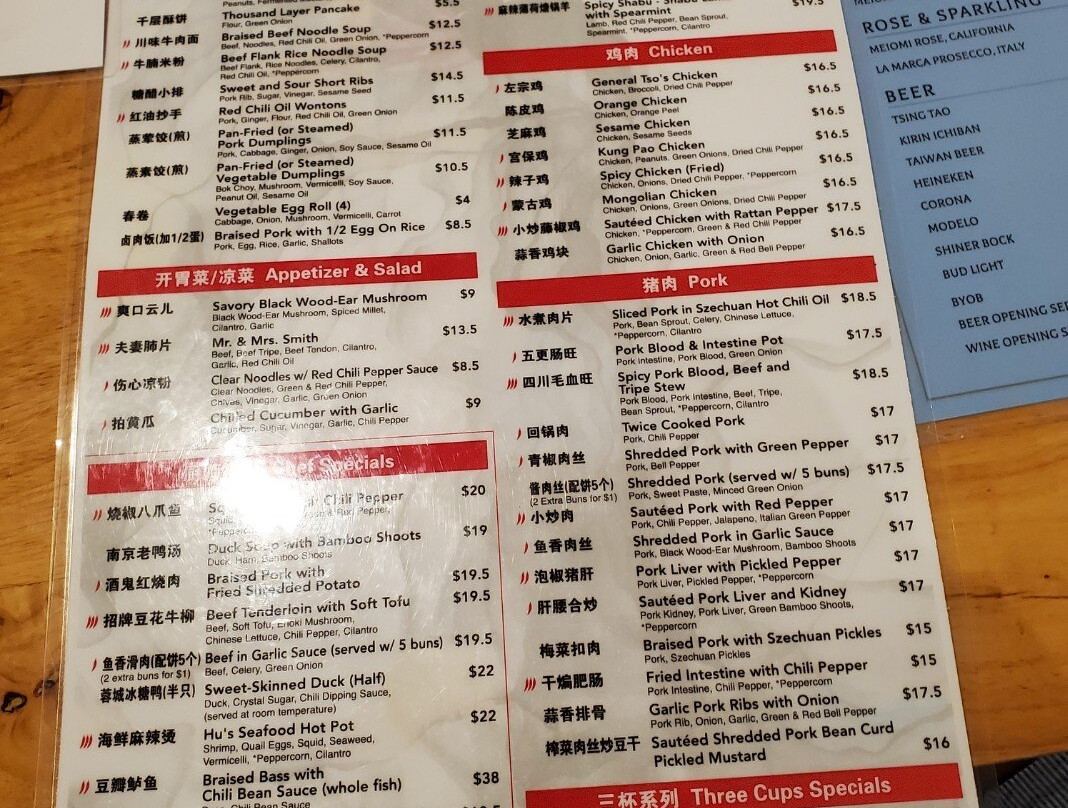 Peanuts, Fermented Soy Bean
千层酥饼 Thousand Layer Pancake $5.5
Flour, Green Onion
川味牛肉面 Braised Beef Noodle Soup $12.5
Beef, Noodles, Red Chili Oil, Green Onion, *Peppercorn
牛腩米粉 Beef Flank Rice Noodle Soup $12.5
Beef Flank, Rice Noodles, Celery, Cilantro,
Red Chili Oil, *Peppercorn
糖醋小排 Sweet and Sour Short Ribs $14.5
Pork Rib, Sugar, Vinegar, Sesame Seed
红油抄手 Red Chili Oil Wontons $11.5
Pork, Ginger, Flour, Red Chili Oil, Green Onion
蒸荤饺(煎) Pan-Fried (or Steamed)
Pork Dumplings $11.5
Pork, Cabbage, Ginger, Onion, Soy Sauce, Sesame Oil
蒸素饺(煎) Pan-Fried (or Steamed)
Vegetable Dumplings $10.5
Bok Choy, Mushroom, Vermicelli, Soy Sauce,
Peanut Oil, Sesame Oil
春卷 Vegetable Egg Roll (4) $4
Cabbage, Onion, Mushroom, Vermicelli, Carrot
卤肉饭(加1/2蛋) Braised Pork with 1/2 Egg On Rice $8.5
Pork, Egg, Rice, Garlic, Shallots
开胃菜/凉菜 Appetizer & Salad
爽口云儿 Savory Black Wood-Ear Mushroom $9
Black Wood-Ear Mushroom, Spiced Millet,
Cilantro, Garlic
夫妻肺片 Mr. & Mrs. Smith $13.5
Beef, Beef Tripe, Beef Tendon, Cilantro,
Garlic, Red Chili Oil
伤心凉粉 Clear Noodles w/ Red Chili Pepper Sauce $8.5
Clear Noodles, Green & Red Chili Pepper,
Chives, Vinegar, Garlic, Green Onion
拍黄瓜 Chilled Cucumber with Garlic $9
Cucumber, Sugar, Vinegar, Garlic, Chili Pepper
Chef Specials
烧椒八爪鱼 Chili Pepper $20
Squid, Red Pepper,
*Peppercorn
南京老鸭汤 Duck Soup with Bamboo Shoots $19
Duck, Ham, Bamboo Shoots
酒鬼红烧肉 Braised Pork with
Fried Shredded Potato $19.5
招牌豆花牛柳 Beef Tenderloin with Soft Tofu $19.5
Beef, Soft Tofu, Enoki Mushroom,
Chinese Lettuce, Chili Pepper, Cilantro
鱼香滑肉(配饼5个) Beef in Garlic Sauce (served w/ 5 buns) $19.5
(2 extra buns for $1) Beef, Celery, Green Onion
蓉城冰糖鸭(半只) Sweet-Skinned Duck (Half) $22
Duck, Crystal Sugar, Chili Dipping Sauce,
(served at room temperature)
海鲜麻辣烫 Hu's Seafood Hot Pot $22
Shrimp, Quail Eggs, Squid, Seaweed,
Vermicelli, *Peppercorn, Cilantro
豆瓣鲈鱼 Braised Bass with
Chili Bean Sauce (whole fish) $38
Chili Bean Sauce
麻辣薄荷烩锅羊 Spicy Shabu - Shabu Lamb $19.5
with Spearmint
Lamb, Red Chili Pepper, Bean Sprout,
Spearmint, *Peppercorn, Cilantro
鸡肉 Chicken
左宗鸡 General Tso's Chicken $16.5
Chicken, Broccoli, Dried Chili Pepper
陈皮鸡 Orange Chicken $16.5
Chicken, Orange Peel
芝麻鸡 Sesame Chicken $16.5
Chicken, Sesame Seeds
宫保鸡 Kung Pao Chicken $16.5
Chicken, Peanuts, Green Onions, Dried Chili Pepper
辣子鸡 Spicy Chicken (Fried) $16.5
Chicken, Onions, Dried Chili Pepper, *Peppercorn
蒙古鸡 Mongolian Chicken $16.5
Chicken, Onions, Green Onions, Dried Chili Pepper
小炒藤椒鸡 Sautéed Chicken with Rattan Pepper $17.5
Chicken, *Peppercorn, Green & Red Chili Pepper
蒜香鸡块 Garlic Chicken with Onion $16.5
Chicken, Onion, Garlic, Green & Red Bell Pepper
猪肉 Pork
水煮肉片 Sliced Pork in Szechuan Hot Chili Oil $18.5
Pork, Bean Sprout, Celery, Chinese Lettuce,
*Peppercorn, Cilantro
五更肠旺 Pork Blood & Intestine Pot $17.5
Pork Intestine, Pork Blood, Green Onion
四川毛血旺 Spicy Pork Blood, Beef and
Tripe Stew $18.5
Pork Blood, Pork Intestine, Beef, Tripe,
Bean Sprout, *Peppercorn, Cilantro
回锅肉 Twice Cooked Pork $17
Pork, Chili Pepper
青椒肉丝 Shredded Pork with Green Pepper $17
Pork, Bell Pepper
酱肉丝(配饼5个) Shredded Pork (served w/ 5 buns) $17.5
(2 Extra Buns for $1) Pork, Sweet Paste, Minced Green Onion
小炒肉 Sautéed Pork with Red Pepper $17
Pork, Chili Pepper, Jalapeno, Italian Green Pepper
鱼香肉丝 Shredded Pork in Garlic Sauce $17
Pork, Black Wood-Ear Mushroom, Bamboo Shoots
泡椒猪肝 Pork Liver with Pickled Pepper $17
Pork Liver, Pickled Pepper, *Peppercorn
肝腰合炒 Sautéed Pork Liver and Kidney $17
Pork Kidney, Pork Liver, Green Bamboo Shoots,
*Peppercorn
梅菜扣肉 Braised Pork with Szechuan Pickles $15
Pork, Szechuan Pickles
干煸肥肠 Fried Intestine with Chili Pepper $15
Pork Intestine, Chili Pepper, *Peppercorn
蒜香排骨 Garlic Pork Ribs with Onion $17.5
Pork Rib, Onion, Garlic, Green & Red Bell Pepper
榨菜肉丝炒豆干 Sautéed Shredded Pork Bean Curd $16
Pickled Mustard
三杯系列 Three Cups Specials
ROSE & SPARKLING
MEIOMI ROSE, CALIFORNIA
LA MARCA PROSECCO, ITALY
BEER
TSING TAO
KIRIN ICHIBAN
TAIWAN BEER
HEINEKEN
CORONA
MODELO
SHINER BOCK
BUD LIGHT
BYOB
BEER OPENING
WINE OPENING